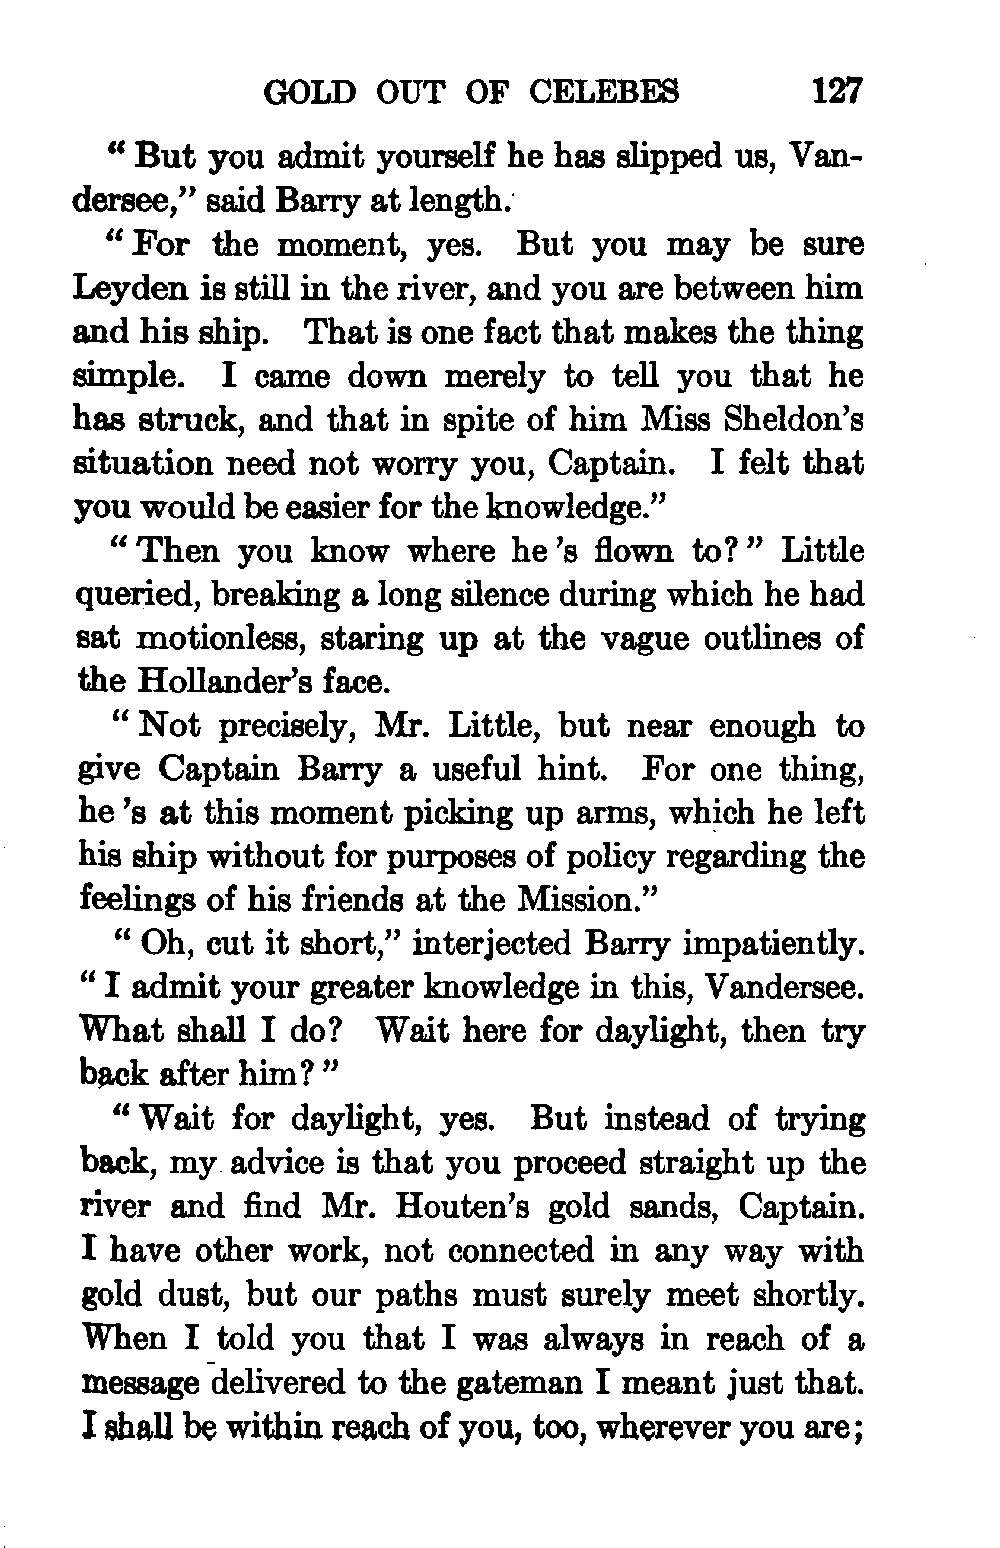 GOLD OUT OF CELEBES 127
“ But you admit yourself he has slipped us, Van-
dersee,” said Barry at length.
“ For the moment, yes. But you may be sure
Leyden is still in the river, and you are between him
and his ship. That is one fact that makes the thing
simple. I came down merely to tell you that he
has struck, and that in spite of him Miss Sheldon’s
situation need not worry you, Captain. I felt that
you would be easier for the knowledge.”
“ Then you know where he ’s flown to? ” Little
queried, breaking a long silence during which he had
sat motionless, staring up at the vague outlines of
the Hollander’s face.
“ Not precisely, Mr. Little, but near enough to
give Captain Barry a useful hint. For one thing,
he ’s at this moment picking up arms, which he left
his ship without for purposes of policy regarding the
feelings of his friends at the Mission.”
“ Oh, cut it short,” interjected Barry impatiently.
“ I admit your greater knowledge in this, Vandersee.
What shall I do? Wait here for daylight, then try
back after him? ”
“ Wait for daylight, yes. But instead of trying
back, my advice is that you proceed straight up the
river and find Mr. Houten’s gold sands, Captain.
I have other work, not connected in any way with
gold dust, but our paths must surely meet shortly.
When I told you that I was always in reach of a
message delivered to the gateman I meant just that.
I shall be within reach of you, too, wherever you are;